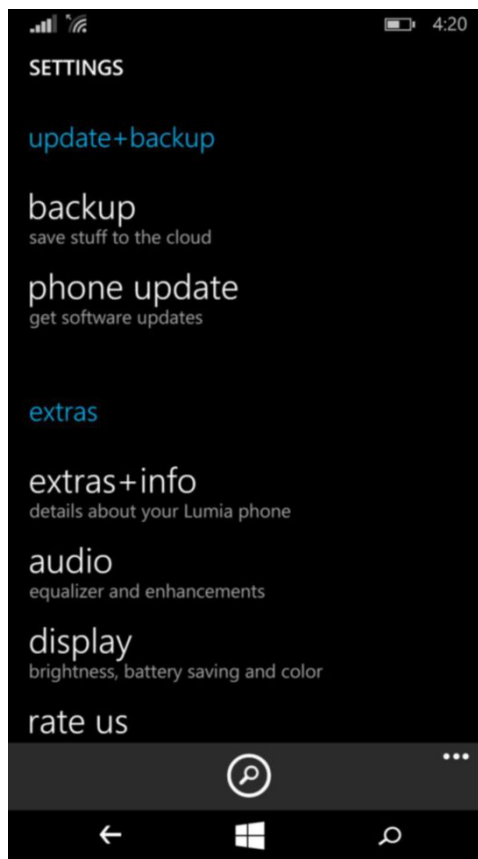 4:20
SETTINGS
update+backup
backup
save stuff to the cloud
phone update
get software updates
extras
extras+info
details about your Lumia phone
audio
equalizer and enhancements
display
brightness, battery saving and color
rate us